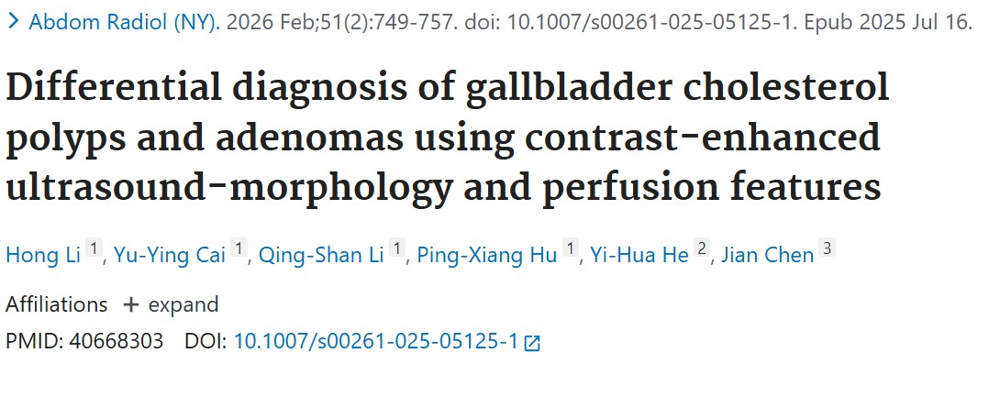 Abdom Radiol (NY). 2026 Feb;51(2):749-757. doi: 10.1007/s00261-025-05125-1. Epub 2025 Jul 16.
Differential diagnosis of gallbladder cholesterol
polyps and adenomas using contrast-enhanced
ultrasound-morphology and perfusion features
Hong Li 1, Yu-Ying Cai 1, Qing-Shan Li 1, Ping-Xiang Hu 1, Yi-Hua He 2, Jian Chen 3
Affiliations + expand
PMID: 40668303 DOI: 10.1007/s00261-025-05125-1